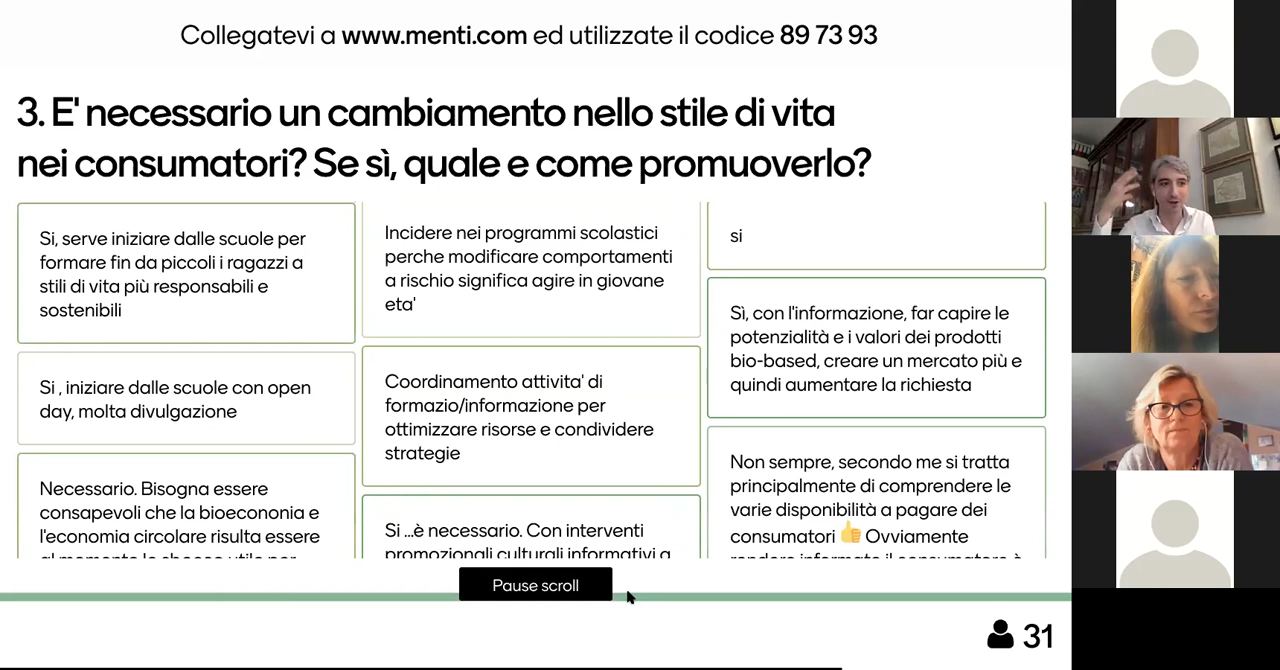 Collegatevi a www.menti.com ed utilizzate il codice 89 73 93
3. E' necessario un cambiamento nello stile di vita
nei consumatori? Se sì, quale e come promuoverlo?
Si, serve iniziare dalle scuole per
formare fin da piccoli i ragazzi a
stili di vita più responsabili e
sostenibili
Si , iniziare dalle scuole con open
day, molta divulgazione
Necessario. Bisogna essere
consapevoli che la bioeconomia e
l'economia circolare risulta essere
Incidere nei programmi scolastici
perche modificare comportamenti
a rischio significa agire in giovane
eta'
Coordinamento attivita' di
formazio/informazione per
ottimizzare risorse e condividere
strategie
Si ...è necessario. Con interventi
promozionali culturali informativi a
si
Sì, con l'informazione, far capire le
potenzialità e i valori dei prodotti
bio-based, creare un mercato più e
quindi aumentare la richiesta
Non sempre, secondo me si tratta
principalmente di comprendere le
varie disponibilità a pagare dei
consumatori 👍 Ovviamente
Pause scroll
31